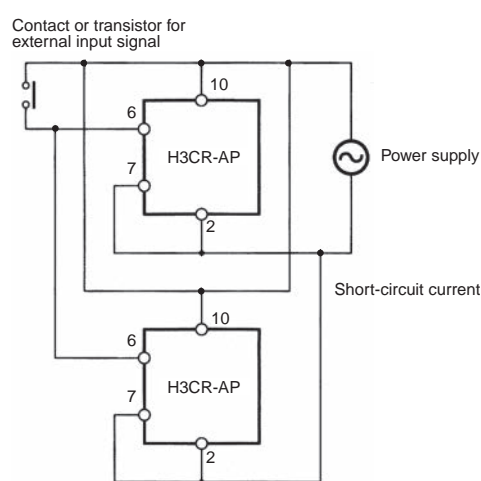 Contact or transistor for
external input signal
10
6
H3CR-AP
7
Power supply
2
Short-circuit current
10
6
H3CR-AP
7
2